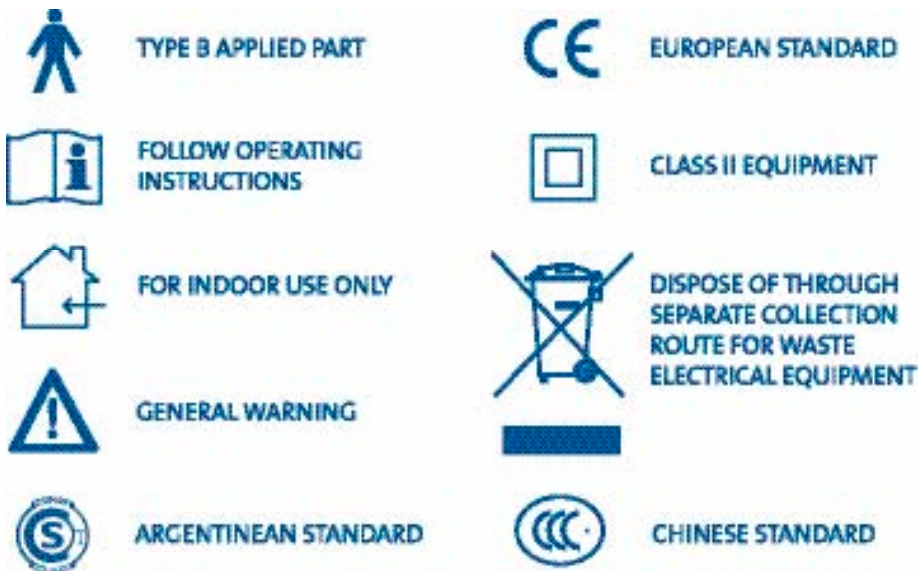 TYPE B APPLIED PART
FOLLOW OPERATING
INSTRUCTIONS
FOR INDOOR USE ONLY
GENERAL WARNING
S
ARGENTINEAN STANDARD
CE
EUROPEAN STANDARD
CLASS II EQUIPMENT
DISPOSE OF THROUGH
SEPARATE COLLECTION
ROUTE FOR WASTE
ELECTRICAL EQUIPMENT
CCC
CHINESE STANDARD